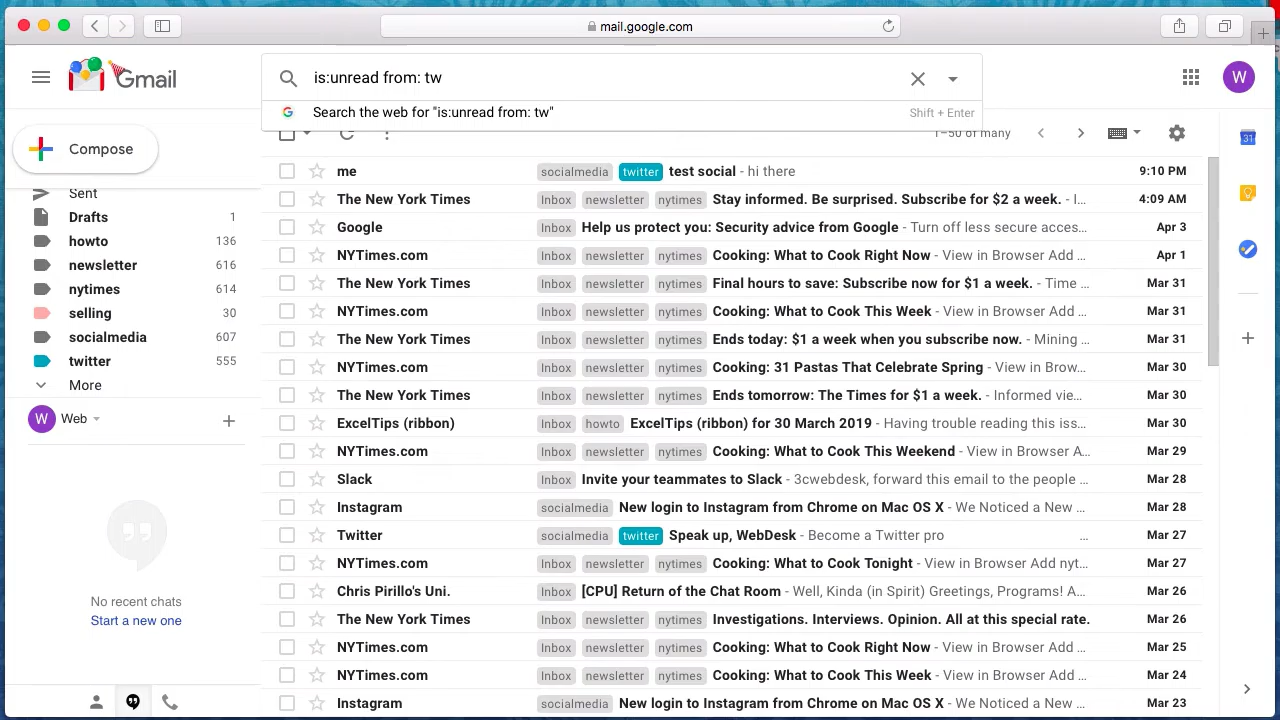 mail.google.com
Gmail
is:unread from: tw
W
Search the web for "is:unread from: tw"
Shift + Enter
Compose
1–50 of many
31
Sent
Drafts 1
howto 136
newsletter 616
nytimes 614
selling 30
socialmedia 607
twitter 555
More
W Web
No recent chats
Start a new one
me socialmedia twitter test social - hi there 9:10 PM
The New York Times Inbox newsletter nytimes Stay informed. Be surprised. Subscribe for $2 a week. - I... 4:09 AM
Google Inbox Help us protect you: Security advice from Google - Turn off less secure acces... Apr 3
NYTimes.com Inbox newsletter nytimes Cooking: What to Cook Right Now - View in Browser Add ... Apr 1
The New York Times Inbox newsletter nytimes Final hours to save: Subscribe now for $1 a week. - Time ... Mar 31
NYTimes.com Inbox newsletter nytimes Cooking: What to Cook This Week - View in Browser Add ... Mar 31
The New York Times Inbox newsletter nytimes Ends today: $1 a week when you subscribe now. - Mining ... Mar 31
NYTimes.com Inbox newsletter nytimes Cooking: 31 Pastas That Celebrate Spring - View in Brow... Mar 30
The New York Times Inbox newsletter nytimes Ends tomorrow: The Times for $1 a week. - Informed vie... Mar 30
ExcelTips (ribbon) Inbox howto ExcelTips (ribbon) for 30 March 2019 - Having trouble reading this iss... Mar 30
NYTimes.com Inbox newsletter nytimes Cooking: What to Cook This Weekend - View in Browser A... Mar 29
Slack Inbox Invite your teammates to Slack - 3cwebdesk, forward this email to the people ... Mar 28
Instagram socialmedia New login to Instagram from Chrome on Mac OS X - We Noticed a New ... Mar 28
Twitter socialmedia twitter Speak up, WebDesk - Become a Twitter pro ... Mar 27
NYTimes.com Inbox newsletter nytimes Cooking: What to Cook Tonight - View in Browser Add nyt... Mar 27
Chris Pirillo's Uni. Inbox [CPU] Return of the Chat Room - Well, Kinda (in Spirit) Greetings, Programs! A... Mar 26
The New York Times Inbox newsletter nytimes Investigations. Interviews. Opinion. All at this special rate. Mar 26
NYTimes.com Inbox newsletter nytimes Cooking: What to Cook Right Now - View in Browser Add ... Mar 25
NYTimes.com Inbox newsletter nytimes Cooking: What to Cook This Week - View in Browser Add ... Mar 24
Instagram socialmedia New login to Instagram from Chrome on Mac OS X - We Noticed a New ... Mar 23